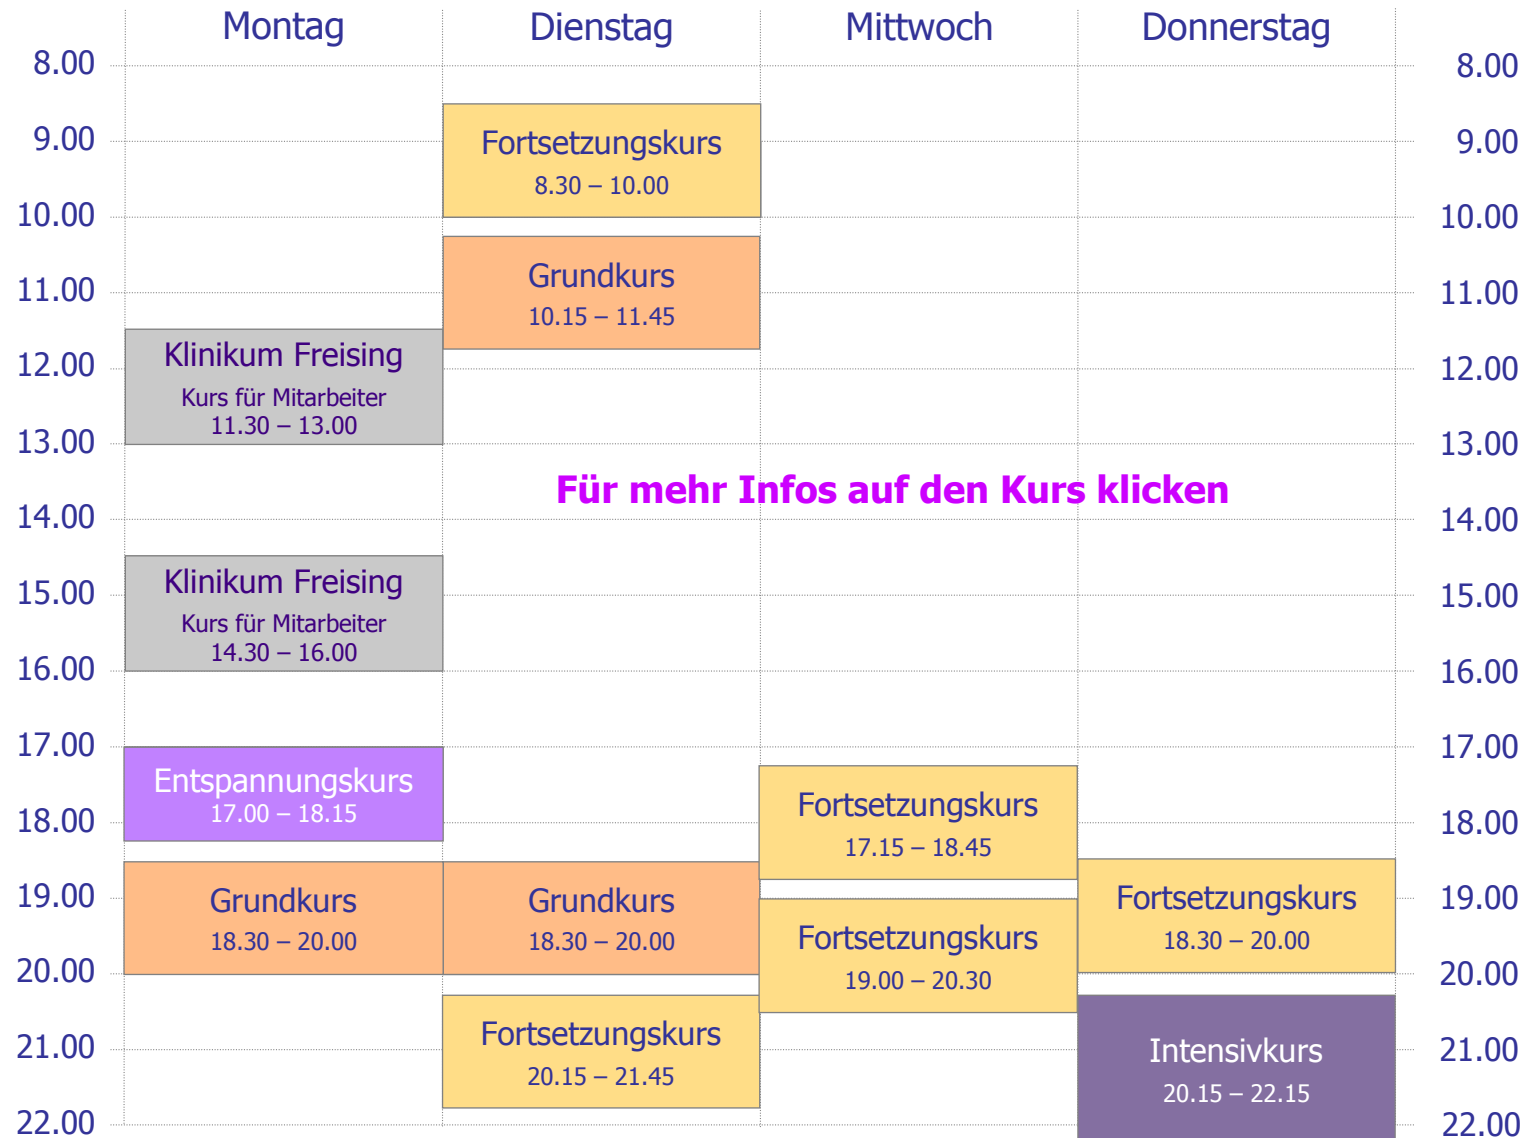 Montag Dienstag Mittwoch Donnerstag
8.00 8.00
Fortsetzungskurs
9.00 9.00
8.30 – 10.00
10.00 10.00
Grundkurs
11.00 11.00
10.15 – 11.45
Klinikum Freising
12.00 12.00
Kurs für Mitarbeiter
11.30 – 13.00
13.00 13.00
Für mehr Infos auf den Kurs klicken
14.00 14.00
Klinikum Freising
15.00 15.00
Kurs für Mitarbeiter
14.30 – 16.00
16.00 16.00
17.00 17.00
Entspannungskurs
17.00 – 18.15
Fortsetzungskurs
18.00 18.00
17.15 – 18.45
19.00 Grundkurs Grundkurs Fortsetzungskurs 19.00
18.30 – 20.00 18.30 – 20.00 Fortsetzungskurs 18.30 – 20.00
20.00 19.00 – 20.30 20.00
Fortsetzungskurs
21.00 Intensivkurs 21.00
20.15 – 21.45 20.15 – 22.15
22.00 22.00